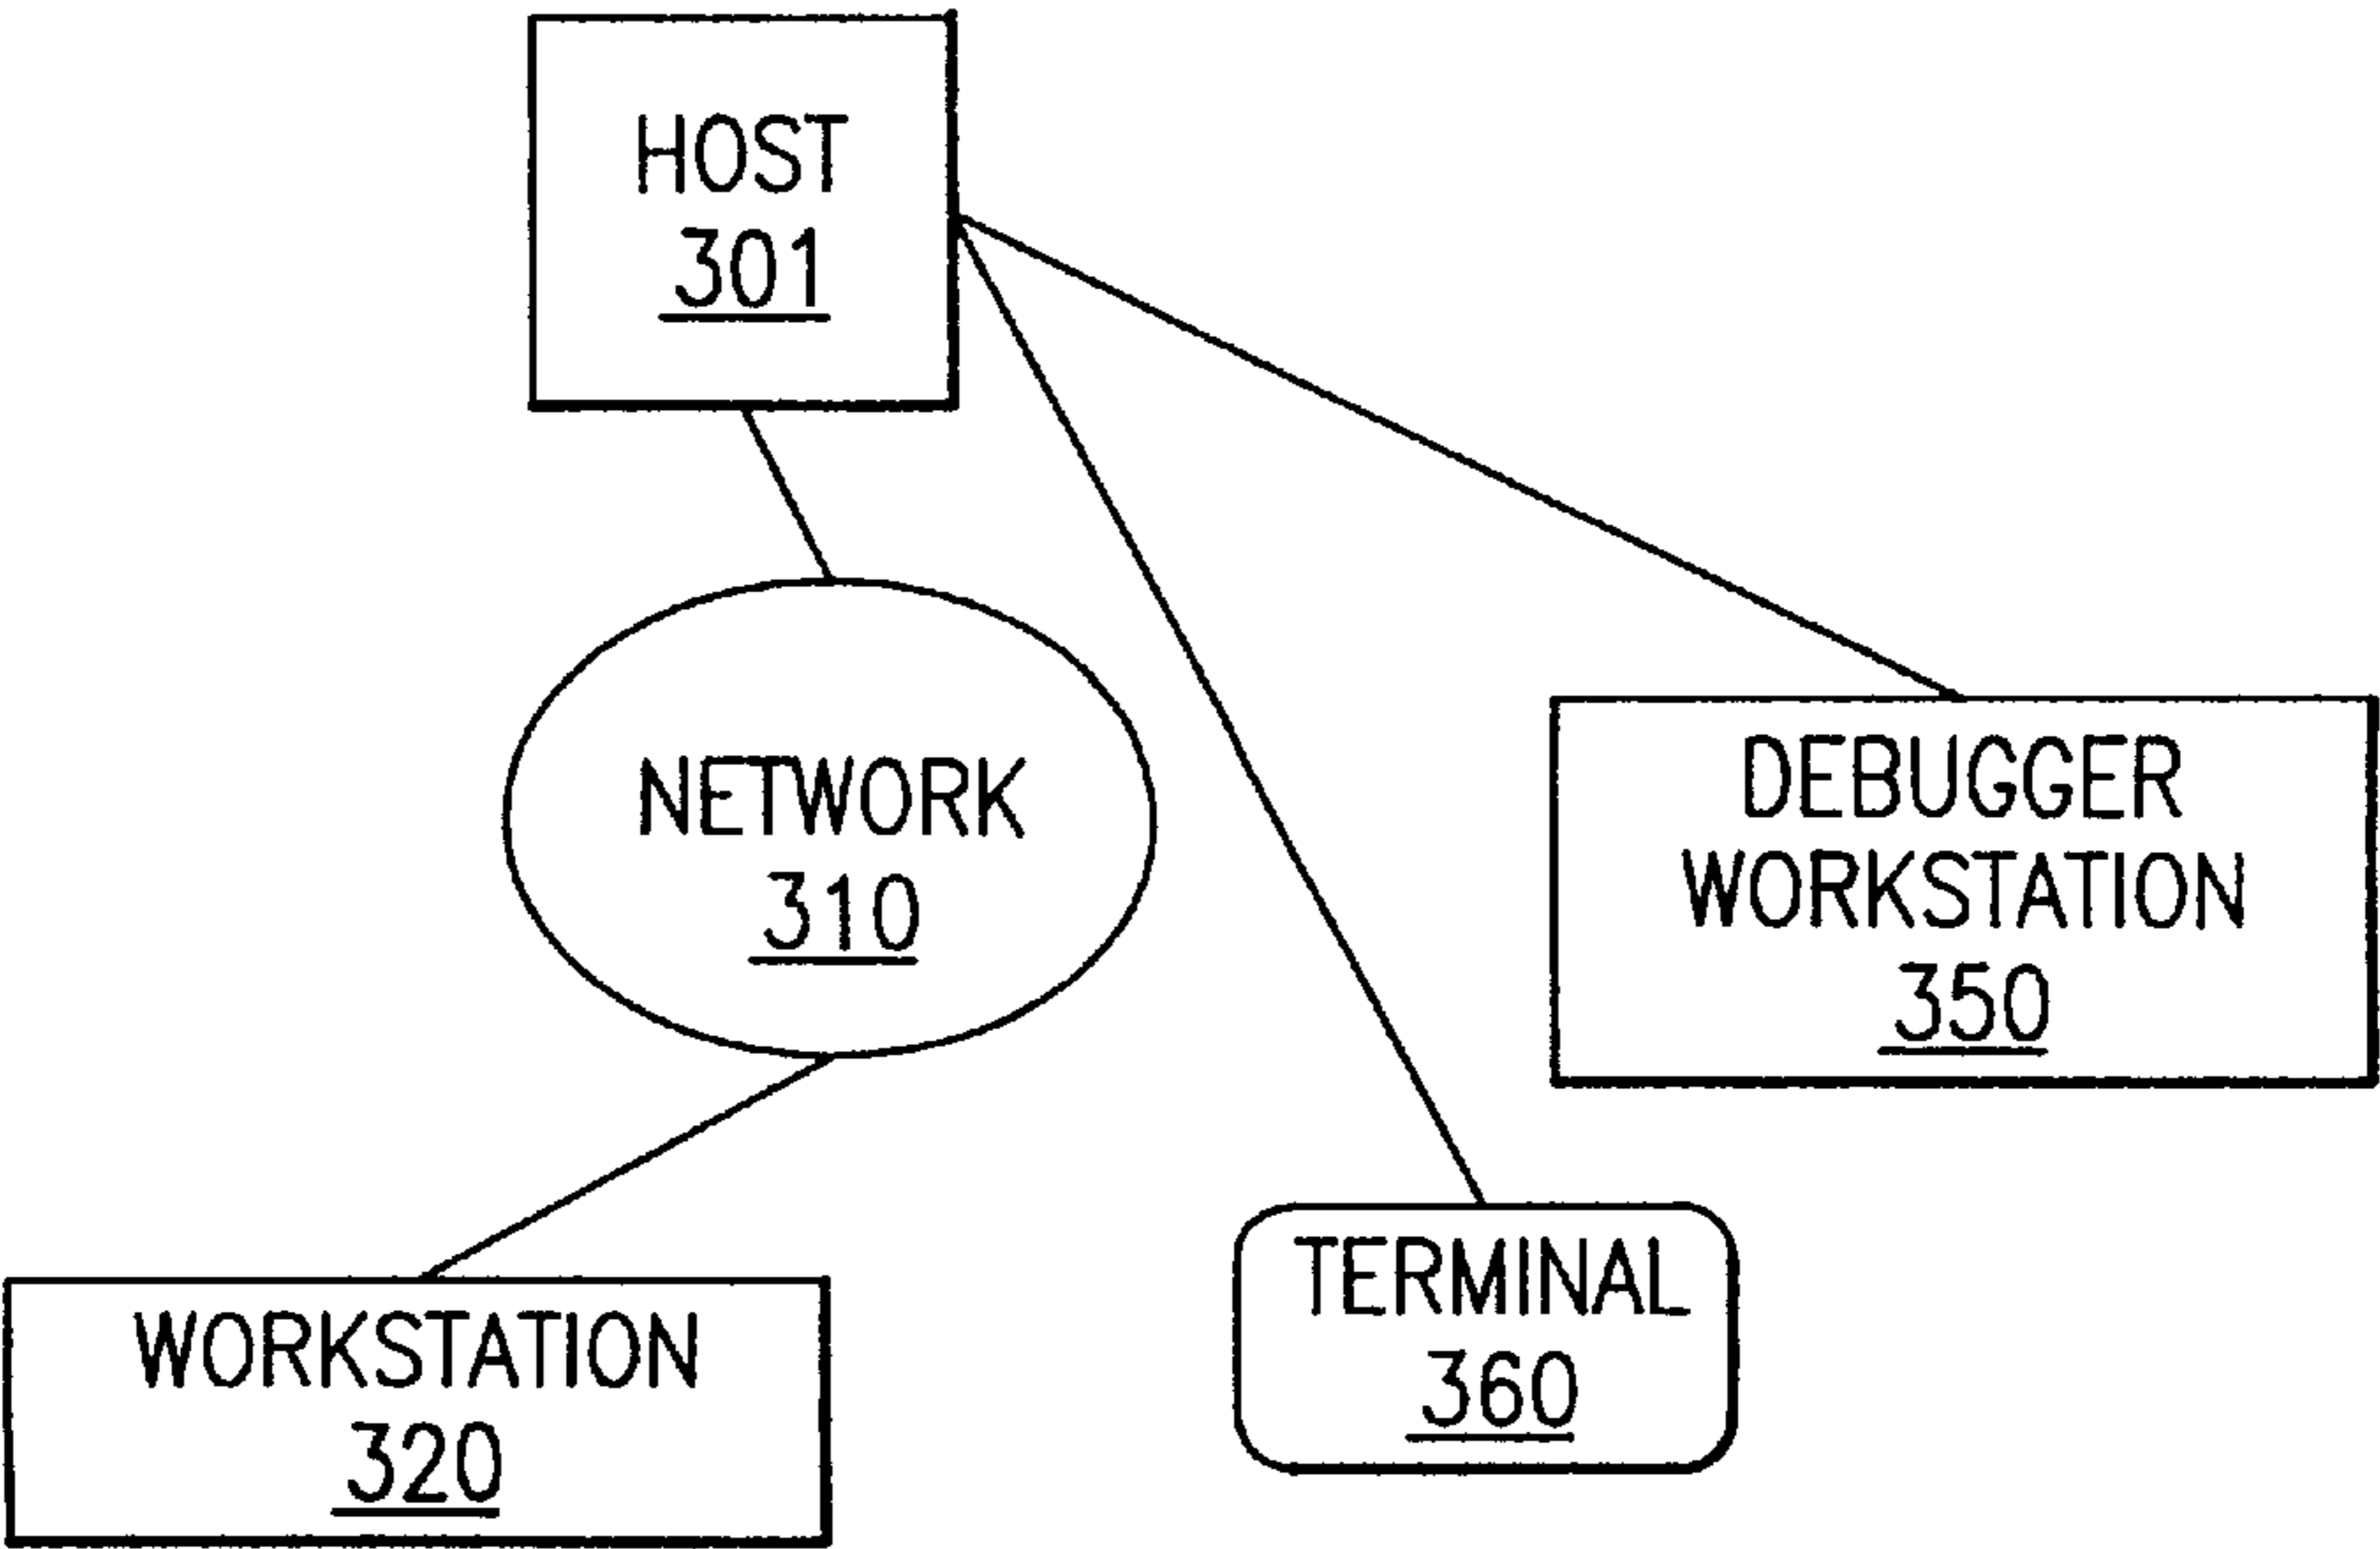 HOST
301
NETWORK
310
DEBUGGER
WORKSTATION
350
TERMINAL
360
WORKSTATION
320